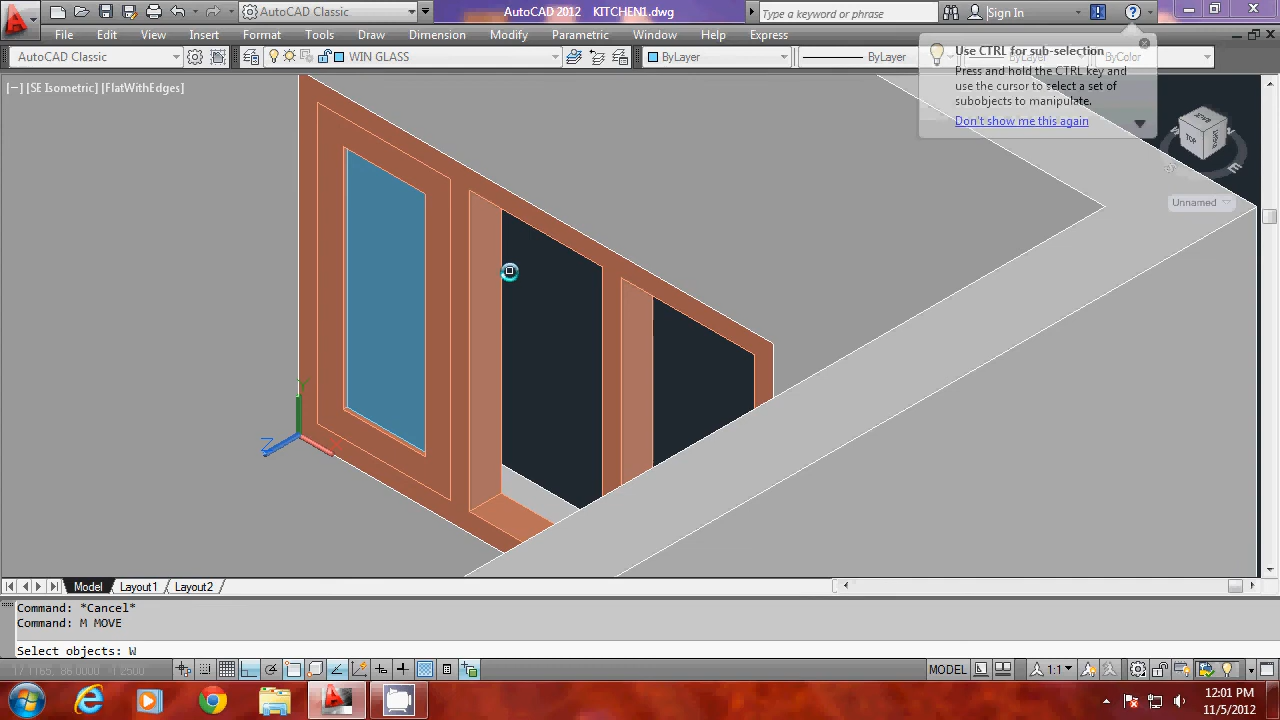 AutoCAD Classic
AutoCAD 2012 KITCHEN1.dwg
Type a keyword or phrase
Sign In
File Edit View Insert Format Tools Draw Dimension Modify Parametric Window Help Express
AutoCAD Classic
WIN GLASS
ByLayer
ByLayer
ByLayer
ByColor
[−] [SE Isometric] [FlatWithEdges]
Use CTRL for sub-selection
Press and hold the CTRL key and
use the cursor to select a set of
subobjects to manipulate.
Don't show me this again
TOP
Unnamed
Y
Z
Model Layout1 Layout2
Command: *Cancel*
Command: M MOVE
Select objects: W
MODEL
1:1
12:01 PM
11/5/2012